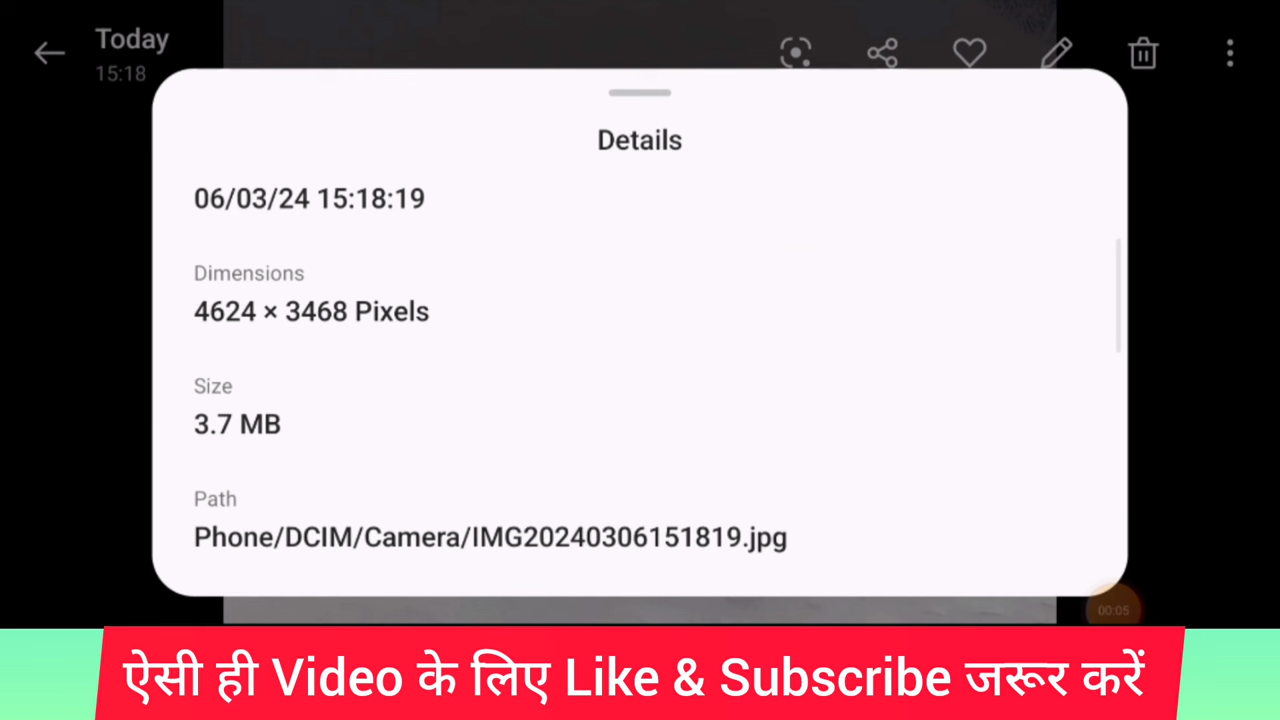 Today
15:18
Details
06/03/24 15:18:19
Dimensions
4624 × 3468 Pixels
Size
3.7 MB
Path
Phone/DCIM/Camera/IMG20240306151819.jpg
00:05
ऐसी ही Video के लिए Like & Subscribe जरूर करें